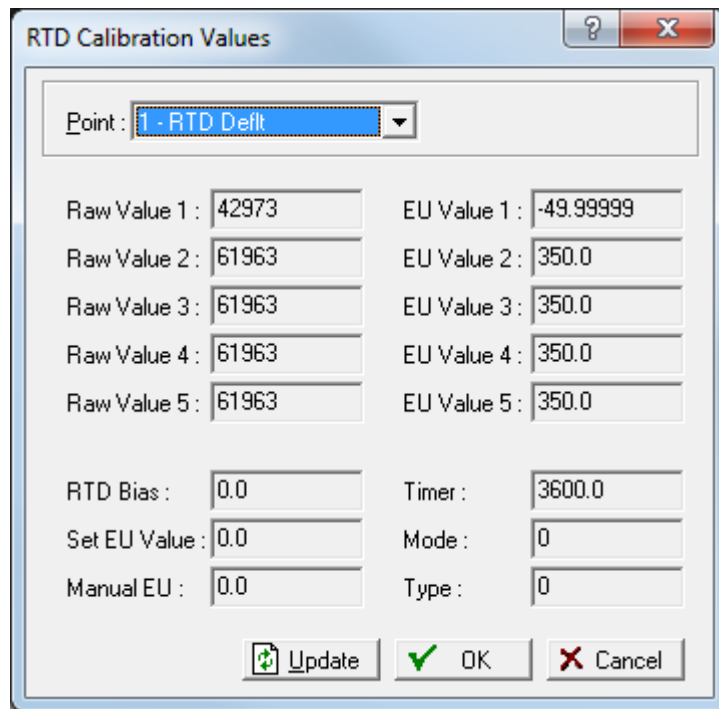 RTD Calibration Values
Point : 1 - RTD Deflt
Raw Value 1 : 42973 EU Value 1 : -49.99999
Raw Value 2 : 61963 EU Value 2 : 350.0
Raw Value 3 : 61963 EU Value 3 : 350.0
Raw Value 4 : 61963 EU Value 4 : 350.0
Raw Value 5 : 61963 EU Value 5 : 350.0
RTD Bias : 0.0 Timer : 3600.0
Set EU Value : 0.0 Mode : 0
Manual EU : 0.0 Type : 0
Update OK Cancel